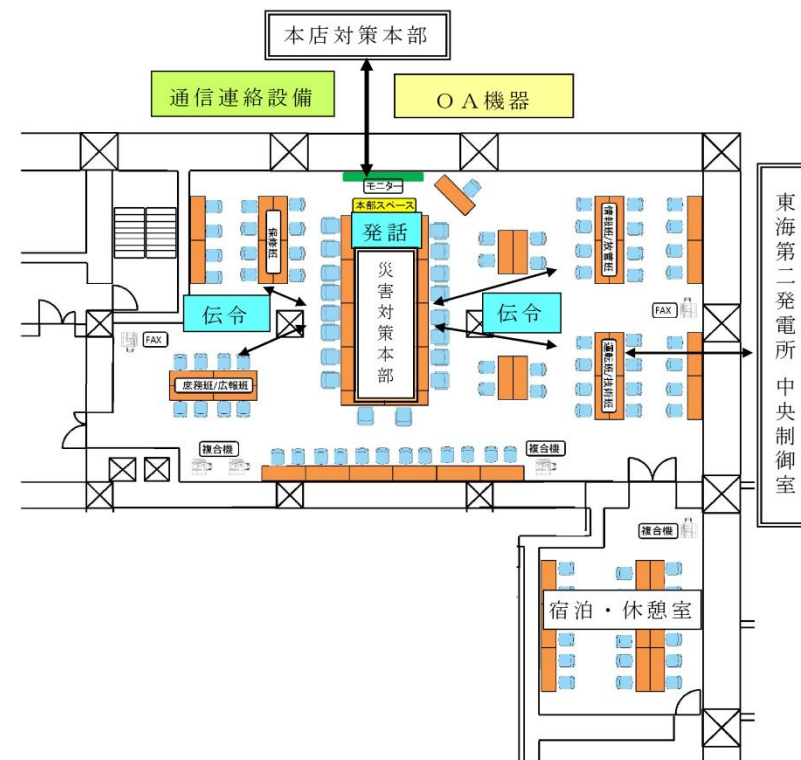 本店対策本部
通信連絡設備
ＯＡ機器
モニター
本部スペース
発話
災害対策本部
保修班
情報班/放管班
伝令
伝令
FAX
FAX
運転班/技術班
庶務班/広報班
東海第二発電所 中央制御室
複合機
複合機
複合機
宿泊・休憩室